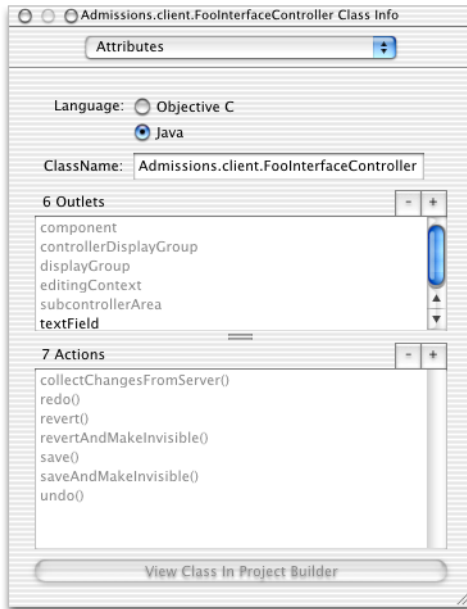 Admissions.client.FooInterfaceController Class Info
Attributes
Language: Objective C
Java
ClassName: Admissions.client.FooInterfaceController
6 Outlets - +
component
controllerDisplayGroup
displayGroup
editingContext
subcontrollerArea
textField
7 Actions - +
collectChangesFromServer()
redo()
revert()
revertAndMakeInvisible()
save()
saveAndMakeInvisible()
undo()
View Class In Project Builder